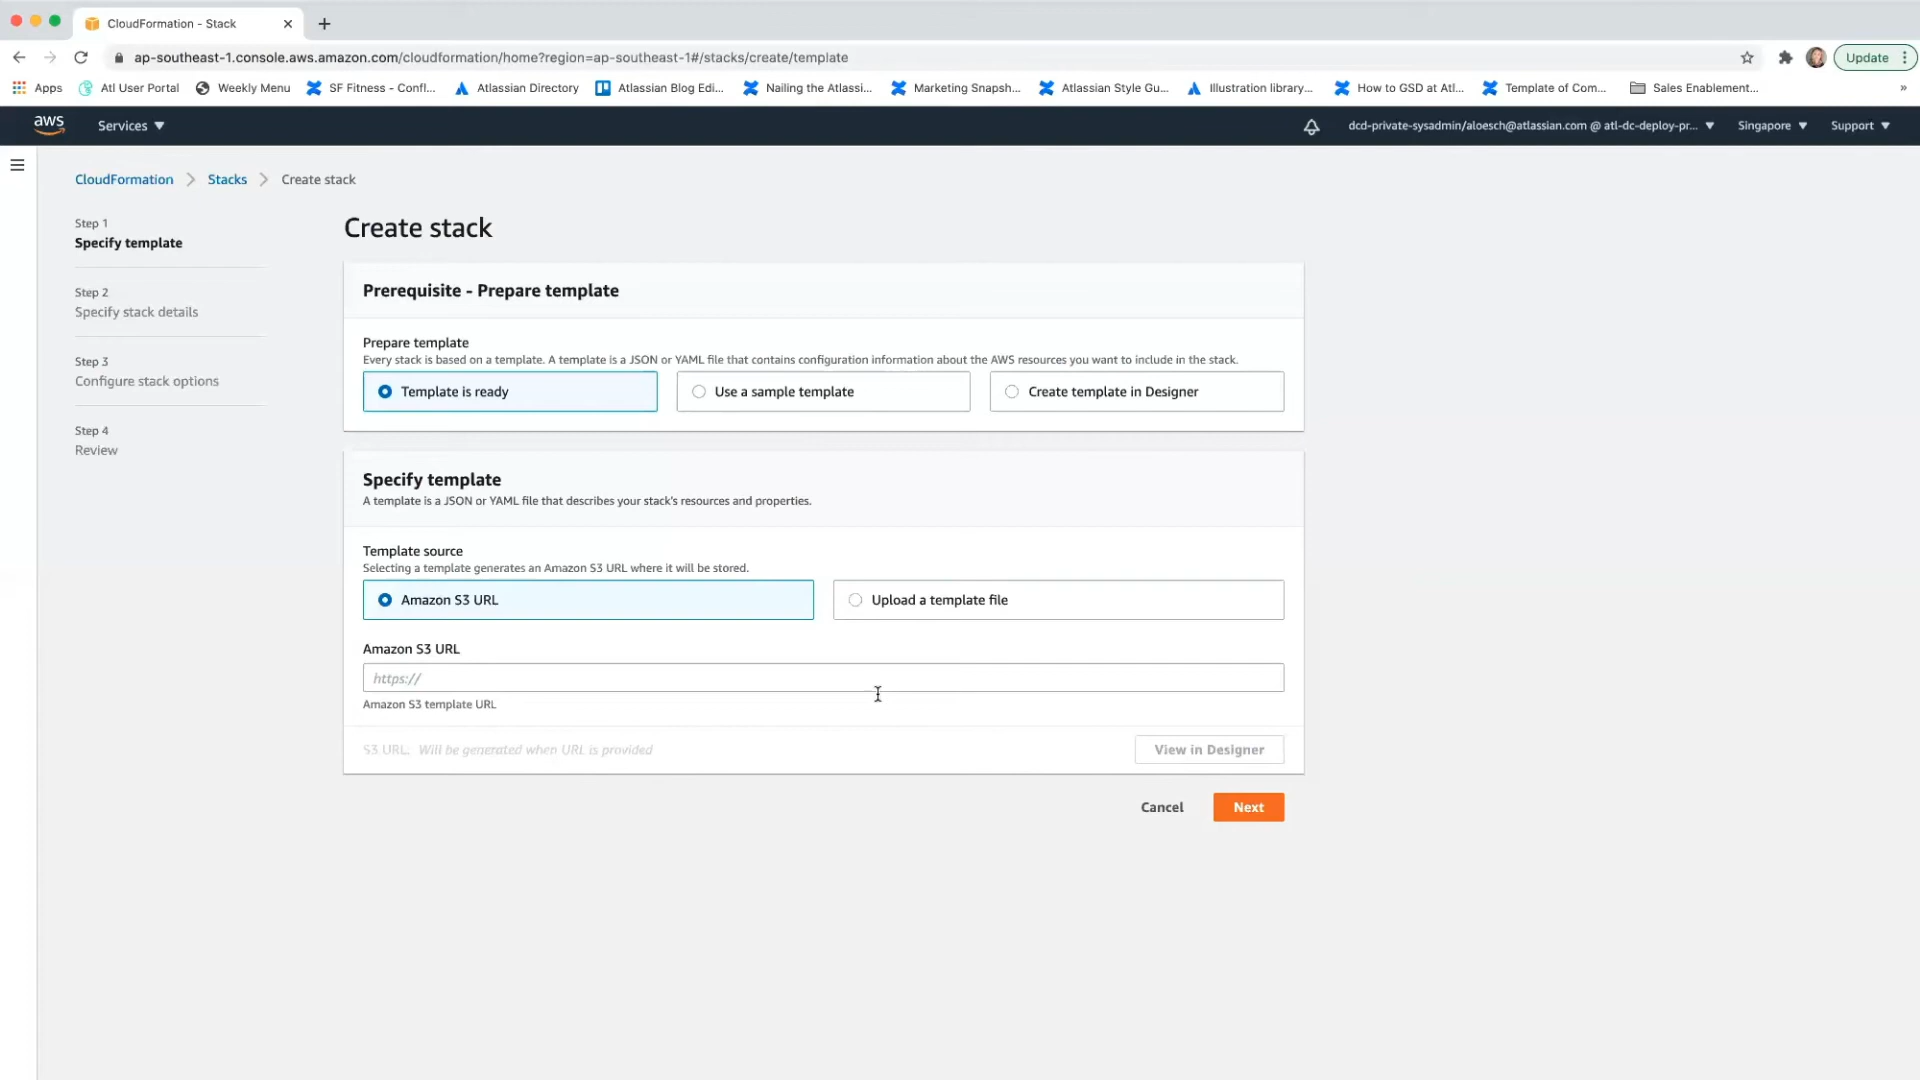 CloudFormation - Stack
ap-southeast-1.console.aws.amazon.com/cloudformation/home?region=ap-southeast-1#/stacks/create/template
Update
Apps
Atl User Portal
Weekly Menu
SF Fitness - Confl...
Atlassian Directory
Atlassian Blog Edi...
Nailing the Atlassi...
Marketing Snapsh...
Atlassian Style Gu...
Illustration library...
How to GSD at Atl...
Template of Com...
Sales Enablement...
»
aws
Services
dcd-private-sysadmin/aloesch@atlassian.com @ atl-dc-deploy-pr...
Singapore
Support
CloudFormation
Stacks
Create stack
Step 1
Specify template
Step 2
Specify stack details
Step 3
Configure stack options
Step 4
Review
Create stack
Prerequisite - Prepare template
Prepare template
Every stack is based on a template. A template is a JSON or YAML file that contains configuration information about the AWS resources you want to include in the stack.
Template is ready
Use a sample template
Create template in Designer
Specify template
A template is a JSON or YAML file that describes your stack's resources and properties.
Template source
Selecting a template generates an Amazon S3 URL where it will be stored.
Amazon S3 URL
Upload a template file
Amazon S3 URL
https://
Amazon S3 template URL
S3 URL: Will be generated when URL is provided
View in Designer
Cancel
Next